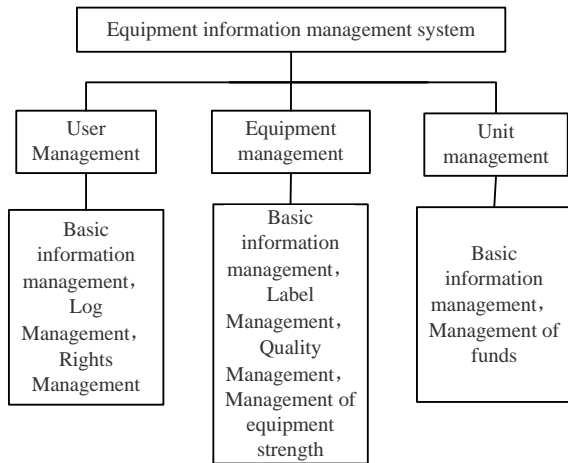 Equipment information management system
User
Management
Equipment
management
Unit
management
Basic
information
management，
Log
Management，
Rights
Management
Basic
information
management，
Label
Management，
Quality
Management，
Management of
equipment
strength
Basic
information
management，
Management of
funds